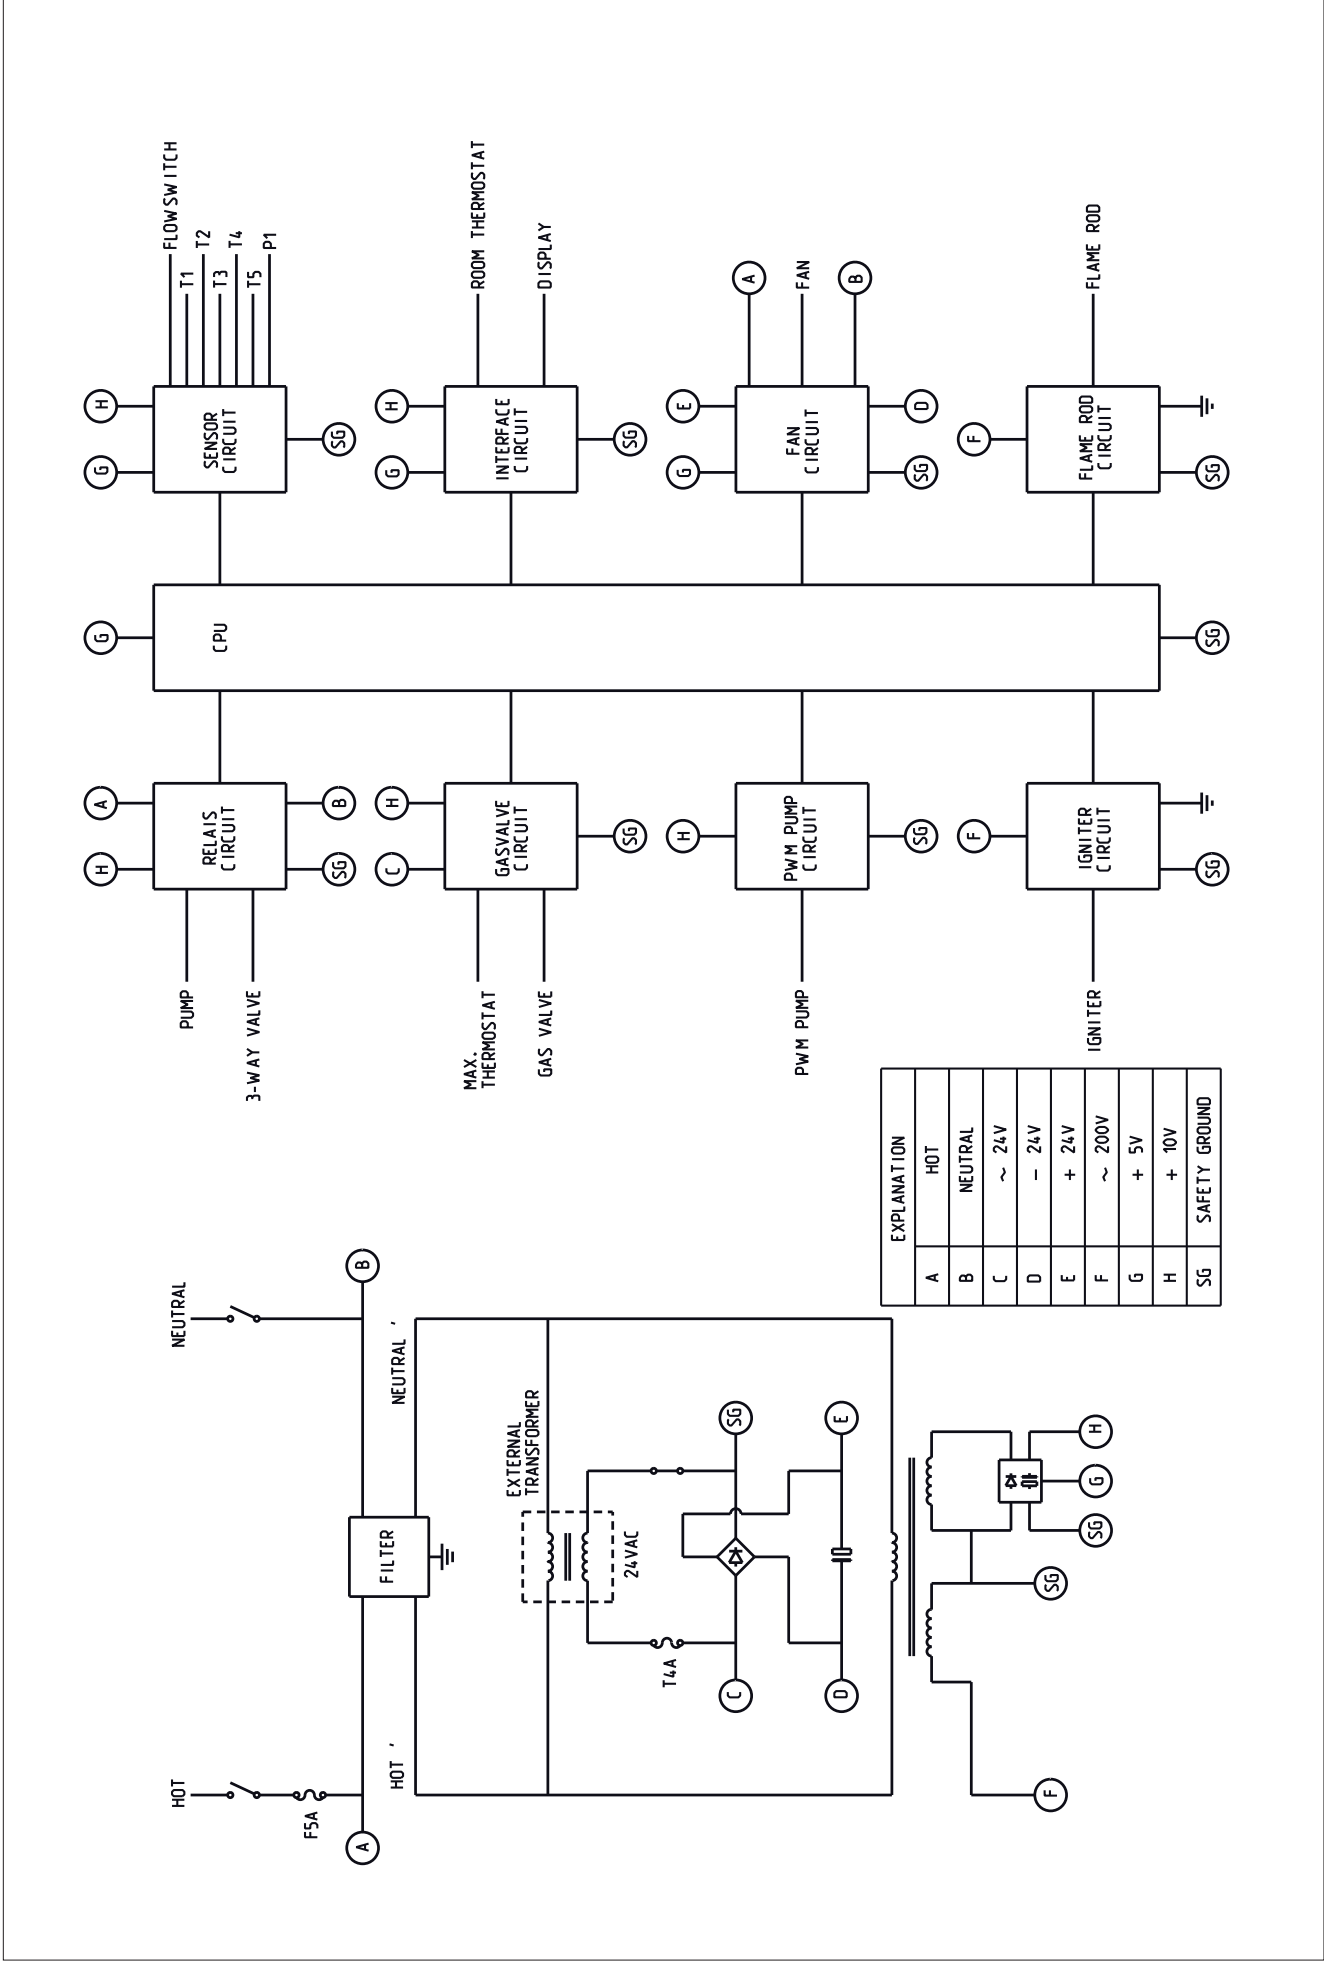 HOT
NEUTRAL
F5A
A
B
FILTER
HOT '
NEUTRAL '
EXTERNAL
TRANSFORMER
24VAC
T4A
C
SG
D
E
F
SG
SG
G
H
EXPLANATION
A HOT
B NEUTRAL
C ~ 24V
D - 24V
E + 24V
F ~ 200V
G + 5V
H + 10V
SG SAFETY GROUND
H
A
PUMP
3-WAY VALVE
RELAIS
CIRCUIT
SG
B
C
H
MAX.
THERMOSTAT
GAS VALVE
GASVALVE
CIRCUIT
SG
H
PWM PUMP
PWM PUMP
CIRCUIT
SG
F
IGNITER
IGNITER
CIRCUIT
SG
G
CPU
SG
G
H
SENSOR
CIRCUIT
FLOWSWITCH
T1
T2
T3
T4
T5
P1
SG
G
H
INTERFACE
CIRCUIT
ROOM THERMOSTAT
DISPLAY
SG
G
E
FAN
CIRCUIT
A
FAN
B
SG
D
F
FLAME ROD
CIRCUIT
FLAME ROD
SG